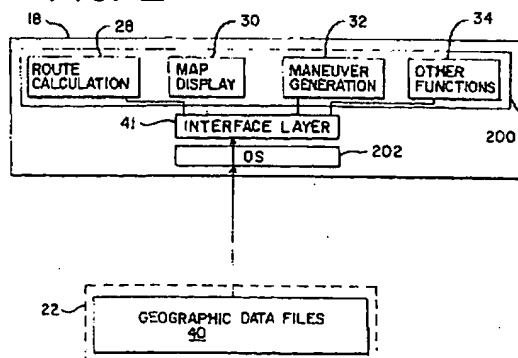 18 28 30 32 34
ROUTE CALCULATION
MAP DISPLAY
MANEUVER GENERATION
OTHER FUNCTIONS
200
41 INTERFACE LAYER
OS 202
22
GEOGRAPHIC DATA FILES
40